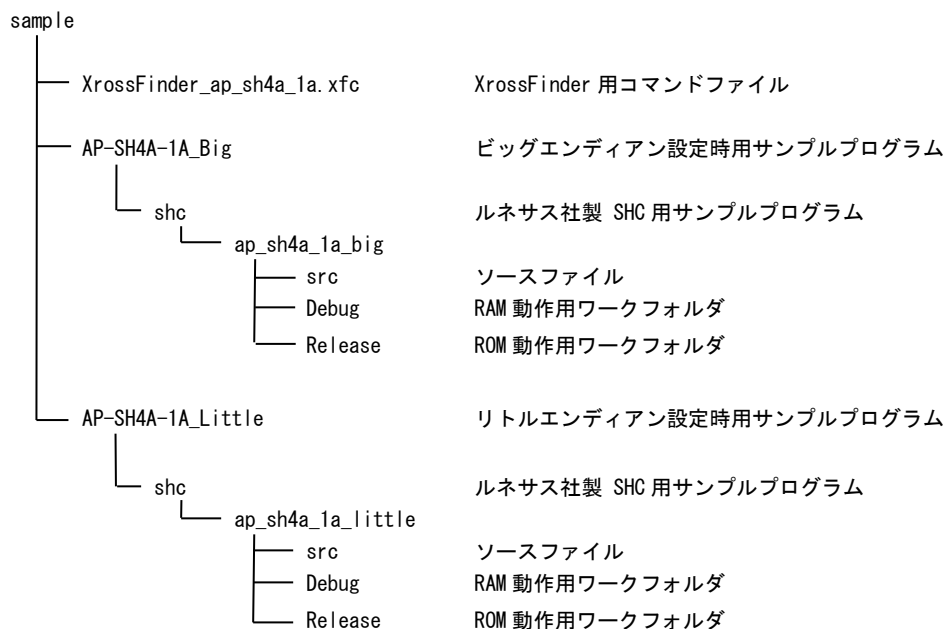 sample
XrossFinder_ap_sh4a_1a.xfc XrossFinder 用コマンドファイル
AP-SH4A-1A_Big ビッグエンディアン設定時用サンプルプログラム
shc ルネサス社製 SHC 用サンプルプログラム
ap_sh4a_1a_big
src ソースファイル
Debug RAM 動作用ワークフォルダ
Release ROM 動作用ワークフォルダ
AP-SH4A-1A_Little リトルエンディアン設定時用サンプルプログラム
shc ルネサス社製 SHC 用サンプルプログラム
ap_sh4a_1a_little
src ソースファイル
Debug RAM 動作用ワークフォルダ
Release ROM 動作用ワークフォルダ